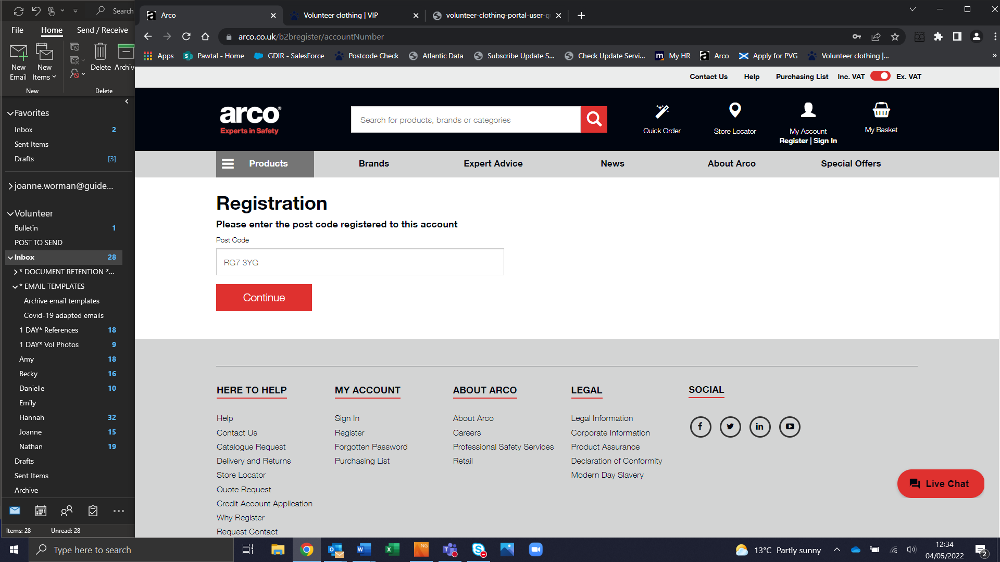 Search
File
Home
Send / Receive
New Email
New Items
Delete
Archiv
New
Delete
Favorites
Inbox 2
Sent Items
Drafts [3]
joanne.worman@guide...
Volunteer
Bulletin 1
POST TO SEND
Inbox 28
* DOCUMENT RETENTION *...
* EMAIL TEMPLATES
Archive email templates
Covid-19 adapted emails
1 DAY* References 18
1 DAY* Vol Photos 9
Amy 18
Becky 16
Danielle 10
Emily
Hannah 32
Joanne 15
Nathan 19
Drafts
Sent Items
Archive
Items: 28 Unread: 28
Arco
Volunteer clothing | VIP
volunteer-clothing-portal-user-g
arco.co.uk/b2bregister/accountNumber
Apps
Pawtal - Home
GDIR - SalesForce
Postcode Check
Atlantic Data
Subscribe Update S...
Check Update Servi...
My HR
Arco
Apply for PVG
Volunteer clothing |...
Contact Us
Help
Purchasing List
Inc. VAT
Ex. VAT
arco
Experts in Safety
Search for products, brands or categories
Quick Order
Store Locator
My Account
Register | Sign In
My Basket
Products
Brands
Expert Advice
News
About Arco
Special Offers
Registration
Please enter the post code registered to this account
Post Code
RG7 3YG
Continue
HERE TO HELP
Help
Contact Us
Catalogue Request
Delivery and Returns
Store Locator
Quote Request
Credit Account Application
Why Register
Request Contact
MY ACCOUNT
Sign In
Register
Forgotten Password
Purchasing List
ABOUT ARCO
About Arco
Careers
Professional Safety Services
Retail
LEGAL
Legal Information
Corporate Information
Product Assurance
Declaration of Conformity
Modern Day Slavery
SOCIAL
Live Chat
Type here to search
13°C Partly sunny
12:34
04/05/2022
2